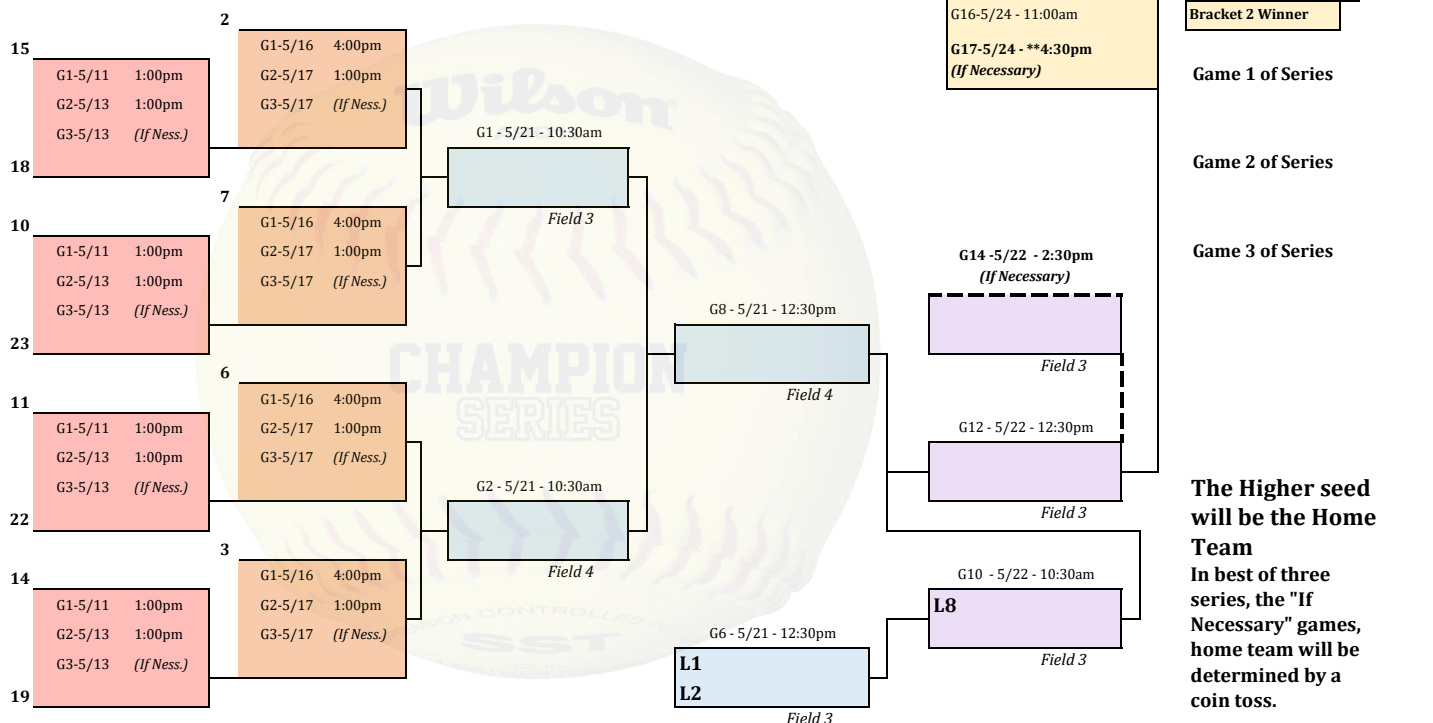 2
15
G1-5/16 4:00pm
G2-5/17 1:00pm
G3-5/17 (If Ness.)
G1-5/11 1:00pm
G2-5/13 1:00pm
G3-5/13 (If Ness.)
18
7
10
G1-5/16 4:00pm
G2-5/17 1:00pm
G3-5/17 (If Ness.)
G1-5/11 1:00pm
G2-5/13 1:00pm
G3-5/13 (If Ness.)
23
6
11
G1-5/16 4:00pm
G2-5/17 1:00pm
G3-5/17 (If Ness.)
G1-5/11 1:00pm
G2-5/13 1:00pm
G3-5/13 (If Ness.)
22
3
14
G1-5/16 4:00pm
G2-5/17 1:00pm
G3-5/17 (If Ness.)
G1-5/11 1:00pm
G2-5/13 1:00pm
G3-5/13 (If Ness.)
19
Wilson
CHAMPION
SERIES
SST
G1 - 5/21 - 10:30am
Field 3
G2 - 5/21 - 10:30am
Field 4
G8 - 5/21 - 12:30pm
Field 4
G6 - 5/21 - 12:30pm
L1
L2
Field 3
G16-5/24 - 11:00am
G17-5/24 - **4:30pm
(If Necessary)
G14 -5/22 - 2:30pm
(If Necessary)
Field 3
G12 - 5/22 - 12:30pm
Field 3
G10 - 5/22 - 10:30am
L8
Field 3
Bracket 2 Winner
Game 1 of Series
Game 2 of Series
Game 3 of Series
The Higher seed
will be the Home
Team
In best of three
series, the "If
Necessary" games,
home team will be
determined by a
coin toss.